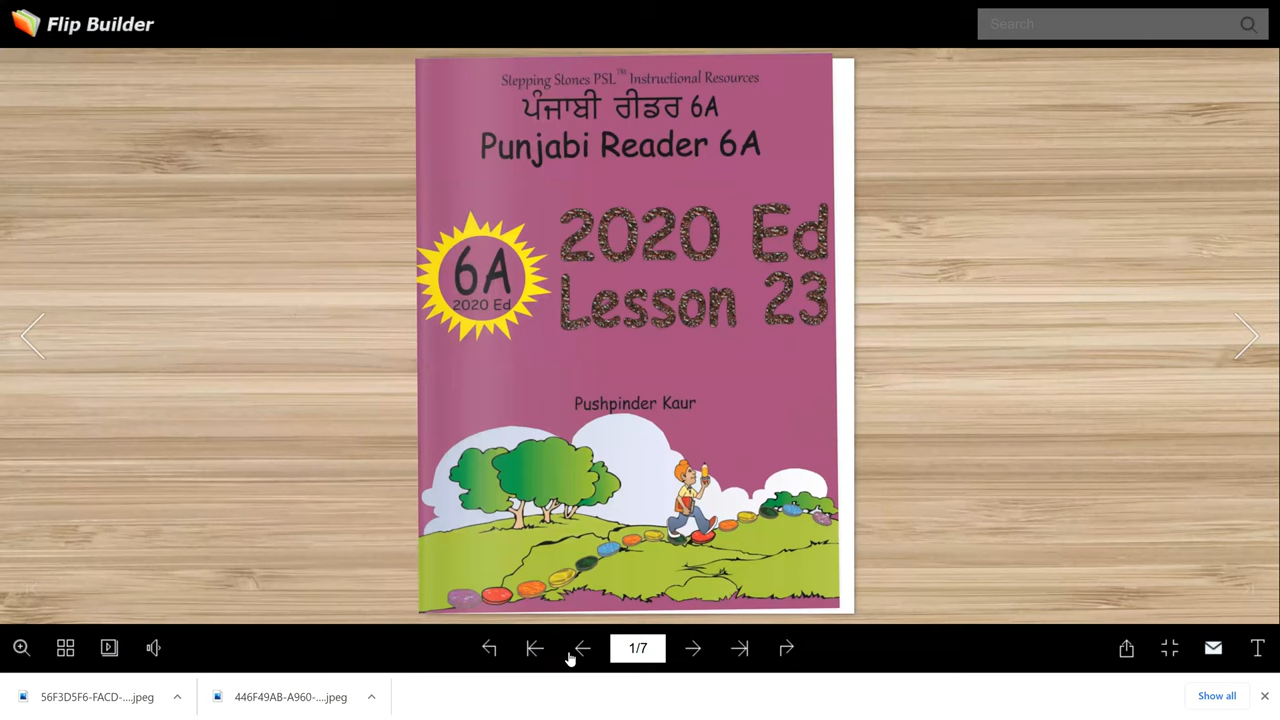 Flip Builder
Search
Stepping Stones PSL™ Instructional Resources
ਪੰਜਾਬੀ ਰੀਡਰ 6A
Punjabi Reader 6A
2020 Ed
Lesson 23
6A
2020 Ed
Pushpinder Kaur
1/7
56F3D5F6-FACD-....jpeg
446F49AB-A960-....jpeg
Show all